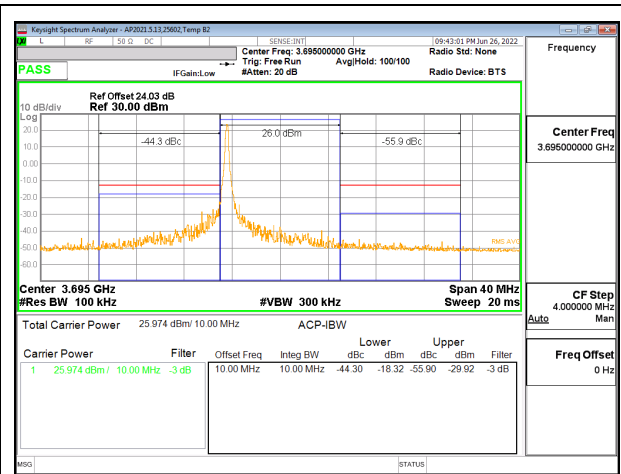 Keysight Spectrum Analyzer - AP2021.5.13,25602,Temp B2
L RF 50 Ω DC SENSE:INT 09:43:01 PM Jun 26, 2022
Center Freq: 3.695000000 GHz Radio Std: None
Trig: Free Run Avg|Hold: 100/100
PASS IFGain:Low #Atten: 20 dB Radio Device: BTS
Ref Offset 24.03 dB
10 dB/div Ref 30.00 dBm
Log
20.0
10.0
0.00
-10.0
-20.0
-30.0
-40.0
-50.0
-60.0
-44.3 dBc 26.0 dBm -55.9 dBc
RMS AVG
Center 3.695 GHz Span 40 MHz
#Res BW 100 kHz #VBW 300 kHz Sweep 20 ms
Total Carrier Power 25.974 dBm/ 10.00 MHz ACP-IBW
Lower Upper
Carrier Power Filter Offset Freq Integ BW dBc dBm dBc dBm Filter
1 25.974 dBm / 10.00 MHz -3 dB 10.00 MHz 10.00 MHz -44.30 -18.32 -55.90 -29.92 -3 dB
MSG STATUS
Frequency
Center Freq
3.695000000 GHz
CF Step
4.000000 MHz
Auto Man
Freq Offset
0 Hz